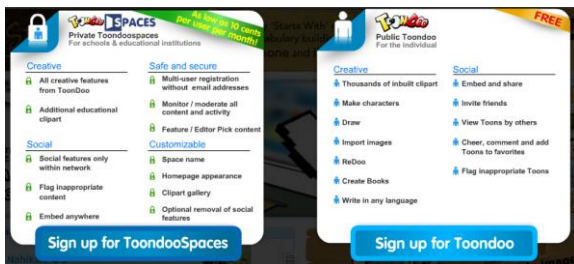 Toondoo SPACES
Private Toondoospaces
For schools & educational institutions
As low as 10 cents
per user per month!
Creative
All creative features
from ToonDoo
Additional educational
clipart
Safe and secure
Multi-user registration
without email addresses
Monitor / moderate all
content and activity
Feature / Editor Pick content
Social
Social features only
within network
Flag inappropriate
content
Embed anywhere
Customizable
Space name
Homepage appearance
Clipart gallery
Optional removal of social
features
Sign up for ToondooSpaces
'Starts With'
Toondoo
Public Toondoo
For the individual
FREE
Creative
Thousands of inbuilt clipart
Make characters
Draw
Import images
ReDoo
Create Books
Write in any language
Social
Embed and share
Invite friends
View Toons by others
Cheer, comment and add
Toons to favorites
Flag inappropriate Toons
Sign up for Toondoo